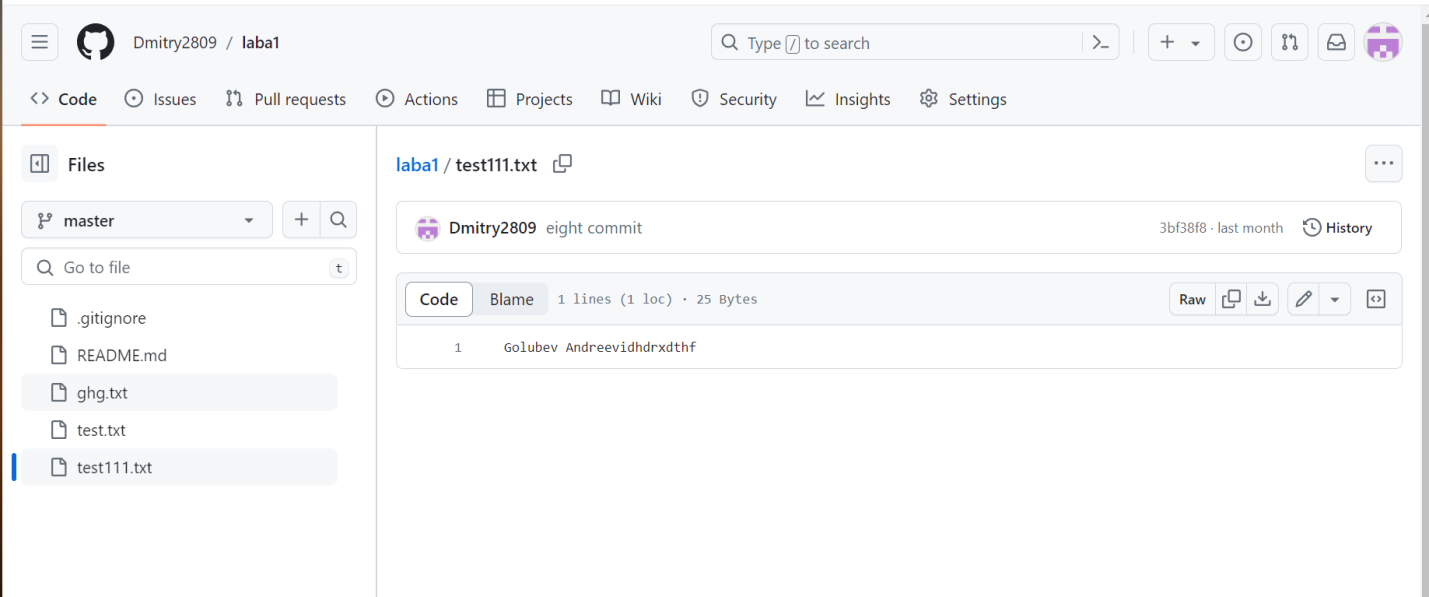 Dmitry2809 / laba1
Type / to search
Code Issues Pull requests Actions Projects Wiki Security Insights Settings
Files
master
Go to file t
.gitignore
README.md
ghg.txt
test.txt
test111.txt
laba1 / test111.txt
Dmitry2809 eight commit 3bf38f8 · last month History
Code Blame 1 lines (1 loc) · 25 Bytes Raw
1 Golubev Andreevidhdrxdthf